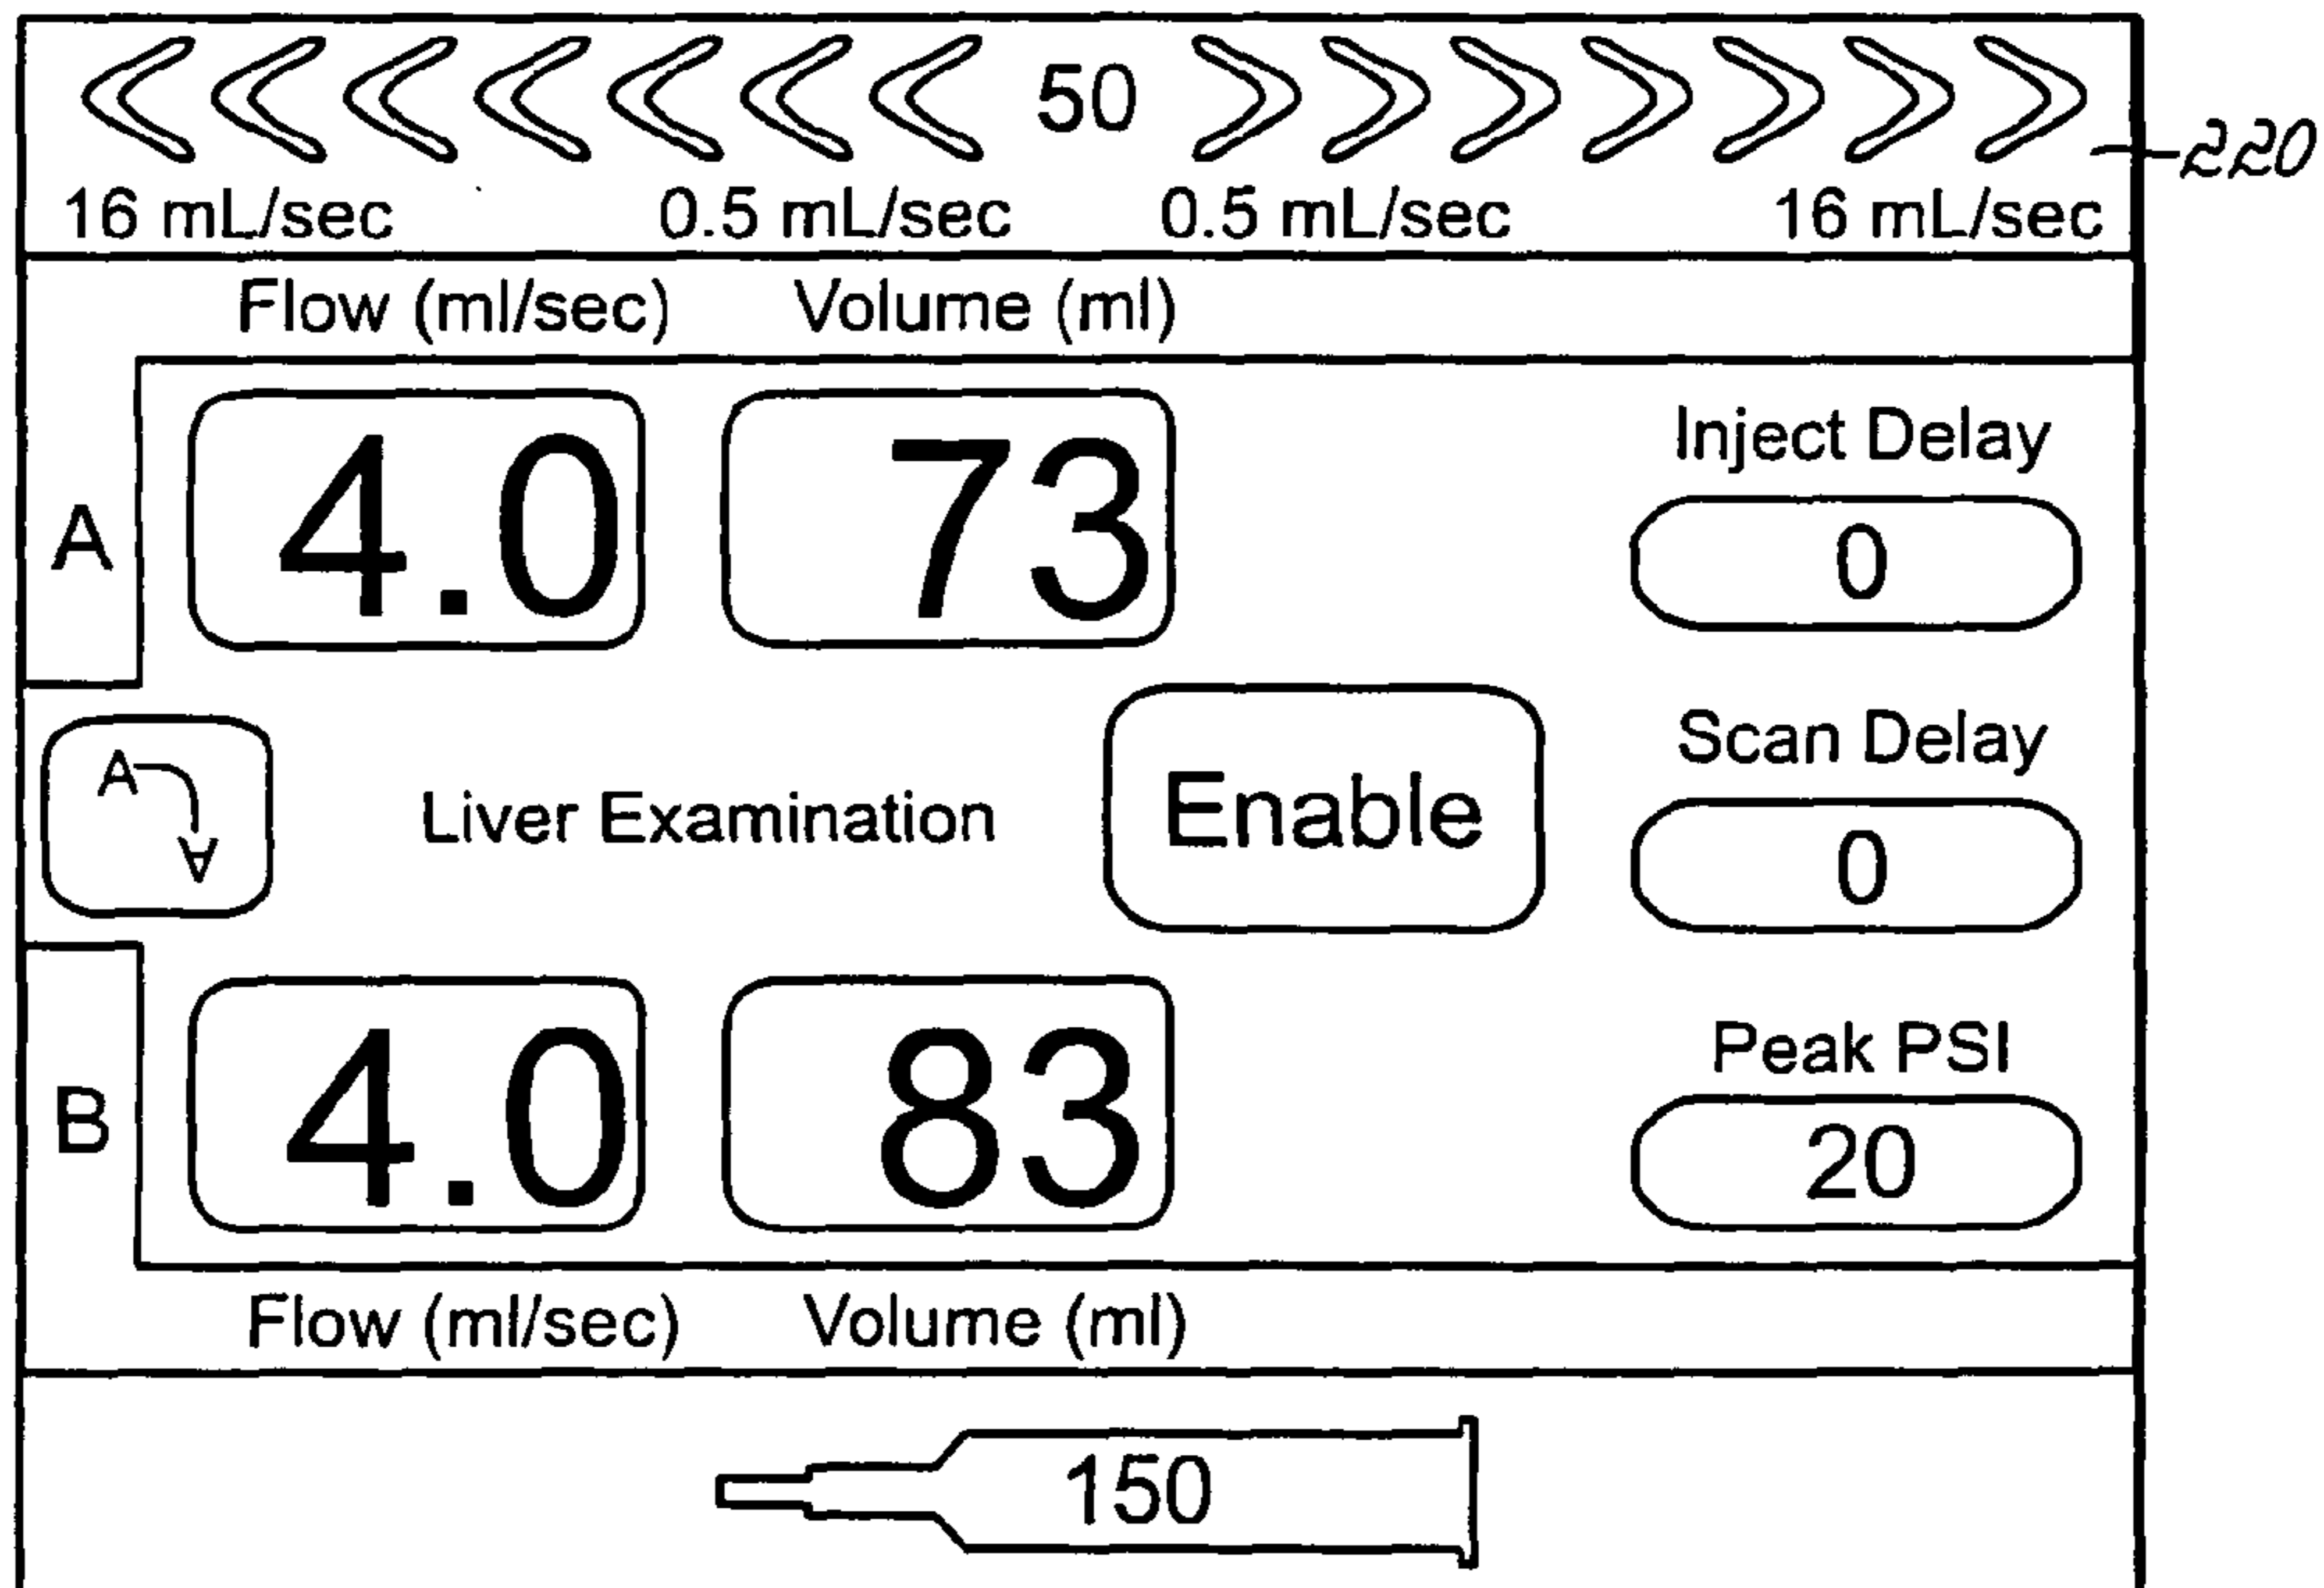 50
220
16 mL/sec 0.5 mL/sec 0.5 mL/sec 16 mL/sec
Flow (ml/sec) Volume (ml)
A
4.0 73
Inject Delay
0
A
A
Liver Examination
Enable
Scan Delay
0
B
4.0 83
Peak PSI
20
Flow (ml/sec) Volume (ml)
150